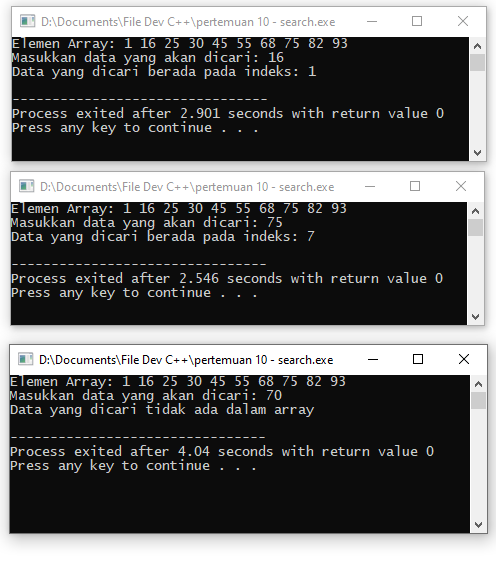 D:\Documents\File Dev C++\pertemuan 10 - search.exe
Elemen Array: 1 16 25 30 45 55 68 75 82 93
Masukkan data yang akan dicari: 16
Data yang dicari berada pada indeks: 1
--------------------------------
Process exited after 2.901 seconds with return value 0
Press any key to continue . . .
D:\Documents\File Dev C++\pertemuan 10 - search.exe
Elemen Array: 1 16 25 30 45 55 68 75 82 93
Masukkan data yang akan dicari: 75
Data yang dicari berada pada indeks: 7
--------------------------------
Process exited after 2.546 seconds with return value 0
Press any key to continue . . .
D:\Documents\File Dev C++\pertemuan 10 - search.exe
Elemen Array: 1 16 25 30 45 55 68 75 82 93
Masukkan data yang akan dicari: 70
Data yang dicari tidak ada dalam array
--------------------------------
Process exited after 4.04 seconds with return value 0
Press any key to continue . . .